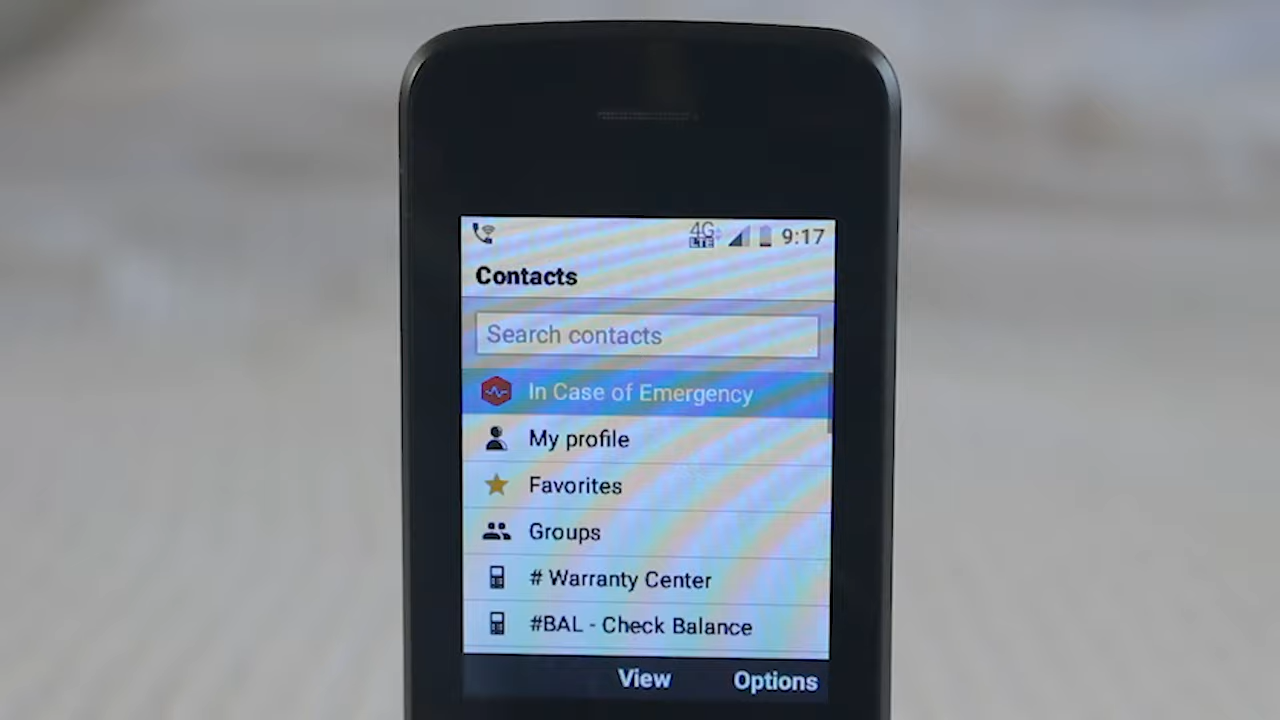 4G LTE 9:17
Contacts
Search contacts
In Case of Emergency
My profile
Favorites
Groups
# Warranty Center
#BAL - Check Balance
View Options